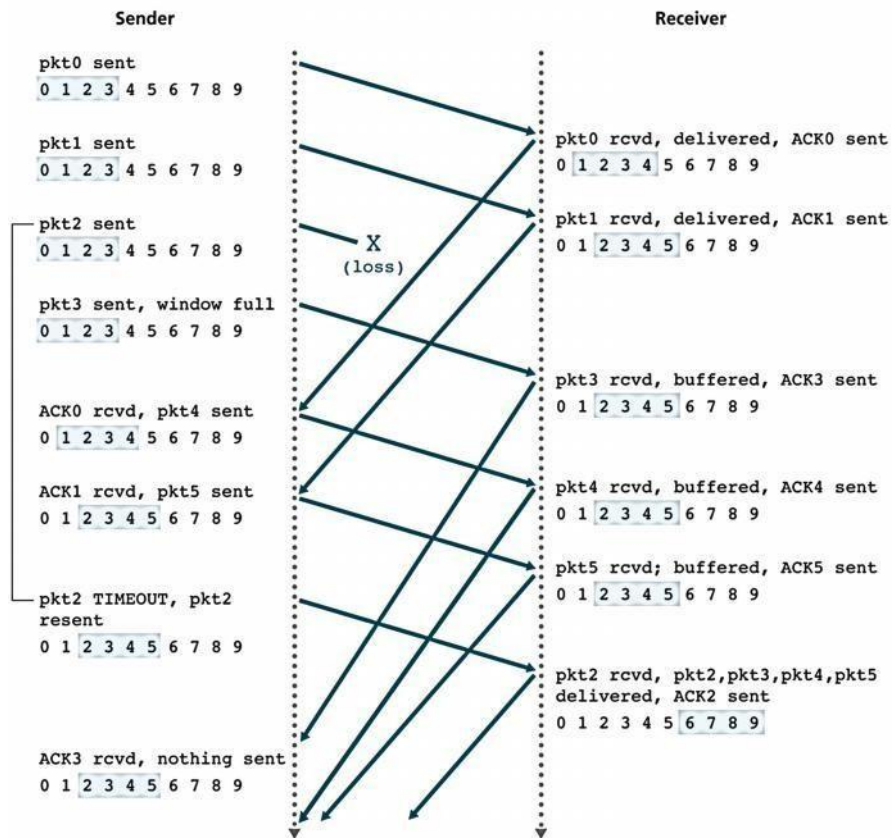 Sender
Receiver
pkt0 sent
0 1 2 3 4 5 6 7 8 9
pkt1 sent
0 1 2 3 4 5 6 7 8 9
pkt2 sent
0 1 2 3 4 5 6 7 8 9
pkt3 sent, window full
0 1 2 3 4 5 6 7 8 9
ACK0 rcvd, pkt4 sent
0 1 2 3 4 5 6 7 8 9
ACK1 rcvd, pkt5 sent
0 1 2 3 4 5 6 7 8 9
pkt2 TIMEOUT, pkt2
resent
0 1 2 3 4 5 6 7 8 9
ACK3 rcvd, nothing sent
0 1 2 3 4 5 6 7 8 9
X
(loss)
pkt0 rcvd, delivered, ACK0 sent
0 1 2 3 4 5 6 7 8 9
pkt1 rcvd, delivered, ACK1 sent
0 1 2 3 4 5 6 7 8 9
pkt3 rcvd, buffered, ACK3 sent
0 1 2 3 4 5 6 7 8 9
pkt4 rcvd, buffered, ACK4 sent
0 1 2 3 4 5 6 7 8 9
pkt5 rcvd; buffered, ACK5 sent
0 1 2 3 4 5 6 7 8 9
pkt2 rcvd, pkt2,pkt3,pkt4,pkt5
delivered, ACK2 sent
0 1 2 3 4 5 6 7 8 9